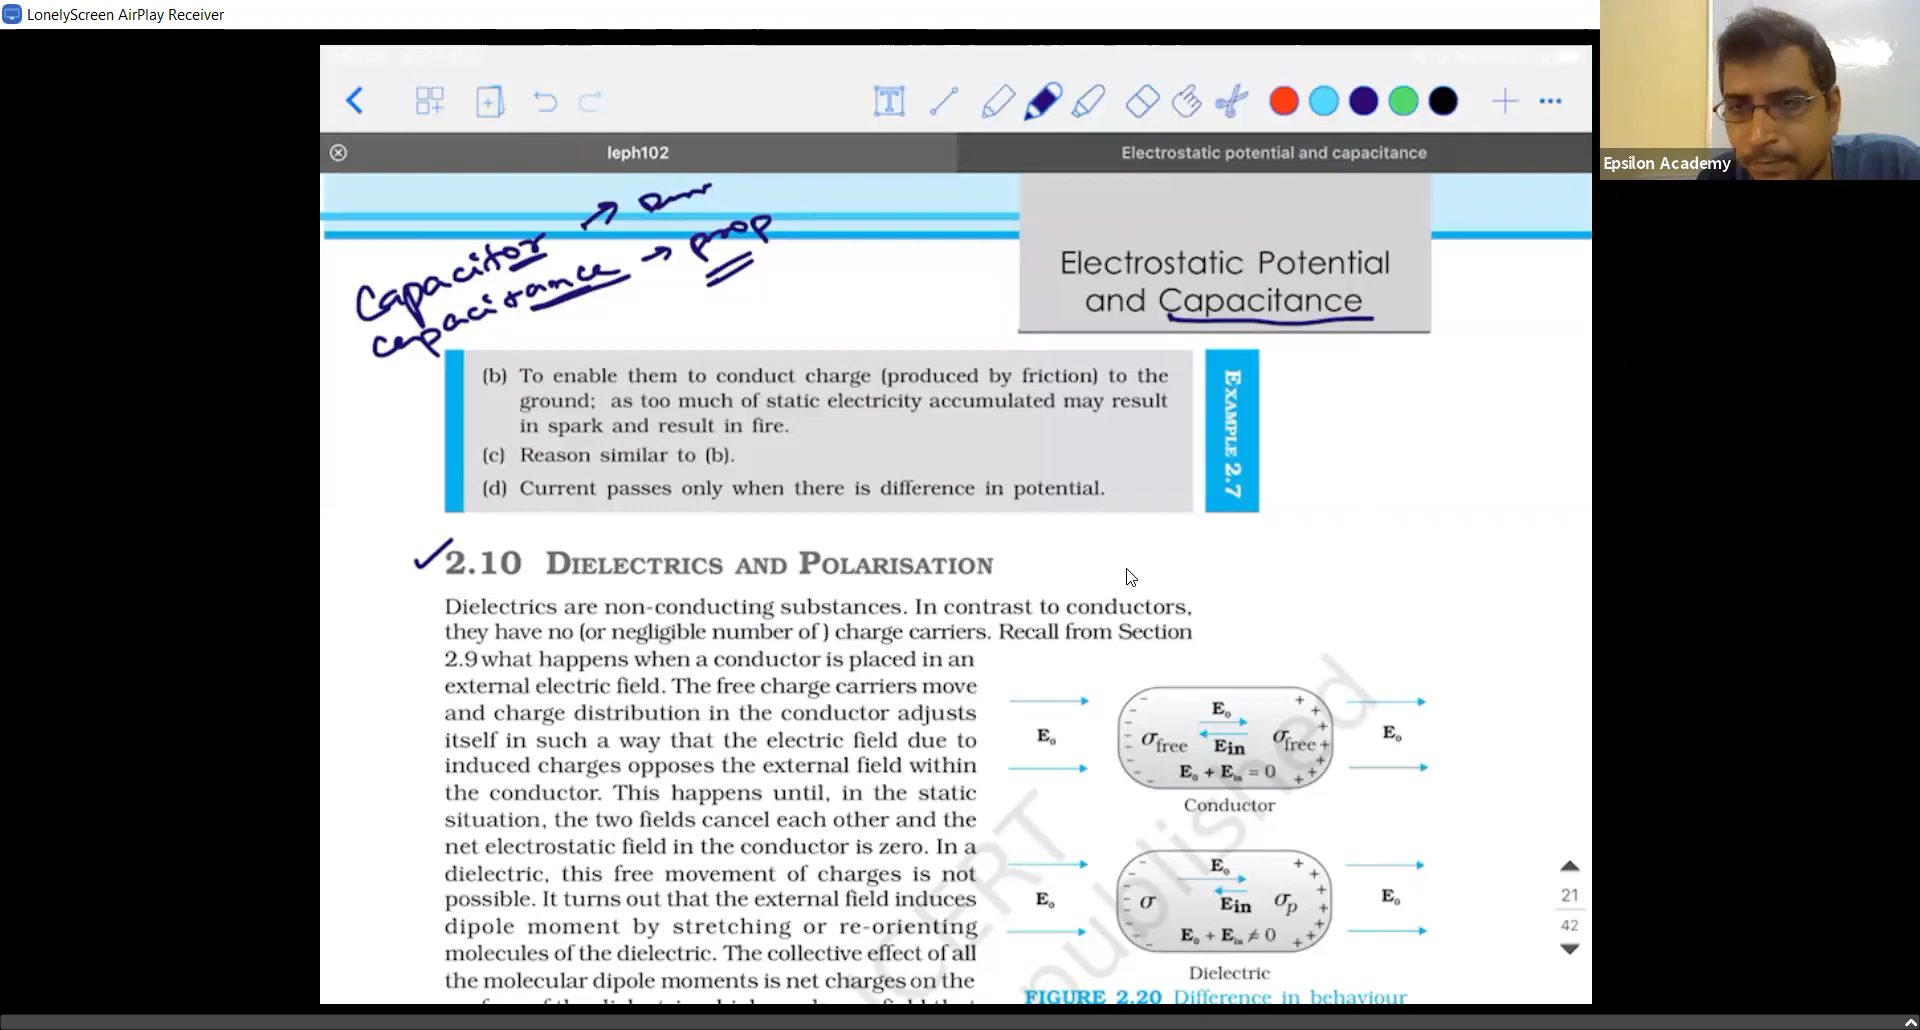 LonelyScreen AirPlay Receiver
leph102
Electrostatic potential and capacitance
Epsilon Academy
Capacitor →
capacitance → prop
Electrostatic Potential
and Capacitance
(b) To enable them to conduct charge (produced by friction) to the
ground; as too much of static electricity accumulated may result
in spark and result in fire.
(c) Reason similar to (b).
(d) Current passes only when there is difference in potential.
EXAMPLE 2.7
2.10 DIELECTRICS AND POLARISATION
Dielectrics are non-conducting substances. In contrast to conductors,
they have no (or negligible number of ) charge carriers. Recall from Section
2.9 what happens when a conductor is placed in an
external electric field. The free charge carriers move
and charge distribution in the conductor adjusts
itself in such a way that the electric field due to
induced charges opposes the external field within
the conductor. This happens until, in the static
situation, the two fields cancel each other and the
net electrostatic field in the conductor is zero. In a
dielectric, this free movement of charges is not
possible. It turns out that the external field induces
dipole moment by stretching or re-orienting
molecules of the dielectric. The collective effect of all
the molecular dipole moments is net charges on the
E₀
E₀
σfree Ein σfree
E₀ + Ein = 0
E₀
Conductor
E₀
E₀
σ Ein σp
E₀ + Ein ≠ 0
E₀
Dielectric
FIGURE 2.20 Difference in behaviour
21
42